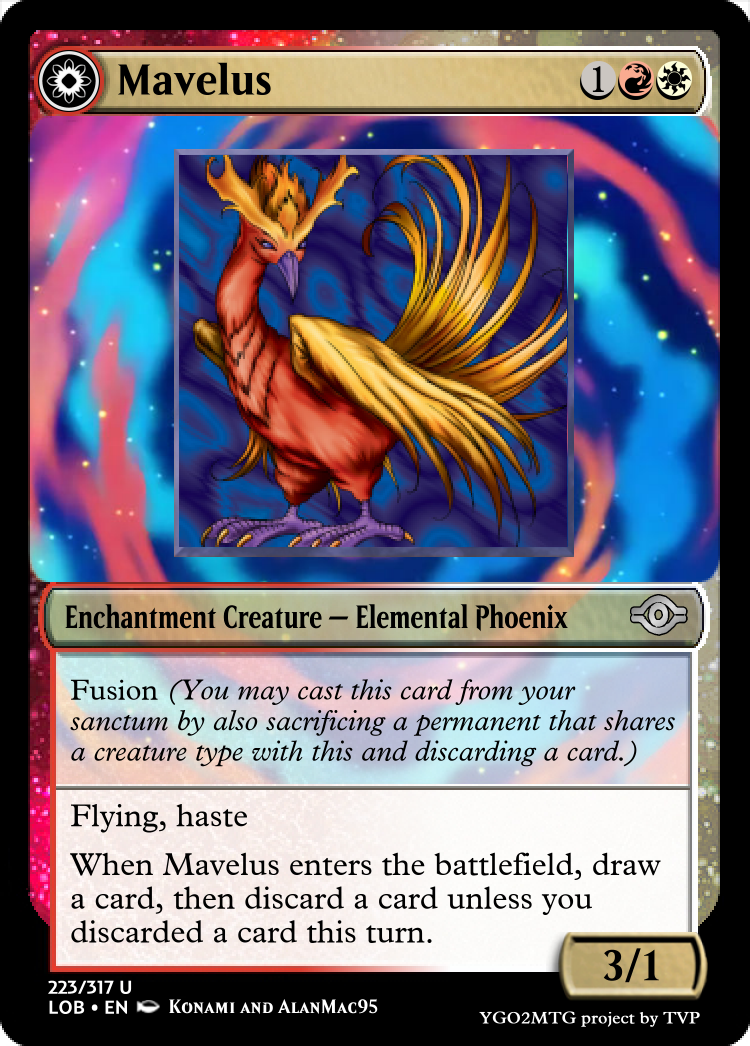 Mavelus 1
Enchantment Creature — Elemental Phoenix
Fusion (You may cast this card from your
sanctum by also sacrificing a permanent that shares
a creature type with this and discarding a card.)
Flying, haste
When Mavelus enters the battlefield, draw
a card, then discard a card unless you
discarded a card this turn.
3/1
223/317 U
LOB • EN Konami and AlanMac95
YGO2MTG project by TVP